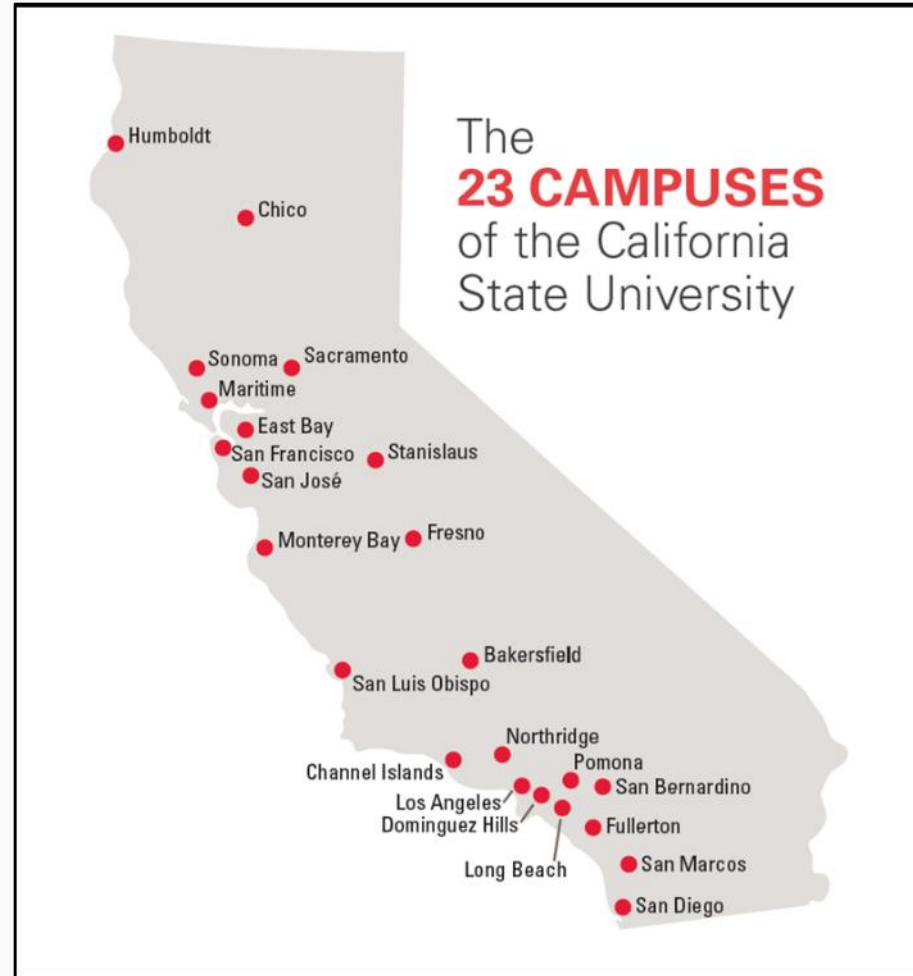 The
23 CAMPUSES
of the California
State University
Humboldt
Chico
Sonoma
Sacramento
Maritime
East Bay
San Francisco
Stanislaus
San José
Monterey Bay
Fresno
Bakersfield
San Luis Obispo
Northridge
Channel Islands
Pomona
San Bernardino
Los Angeles
Dominguez Hills
Fullerton
Long Beach
San Marcos
San Diego